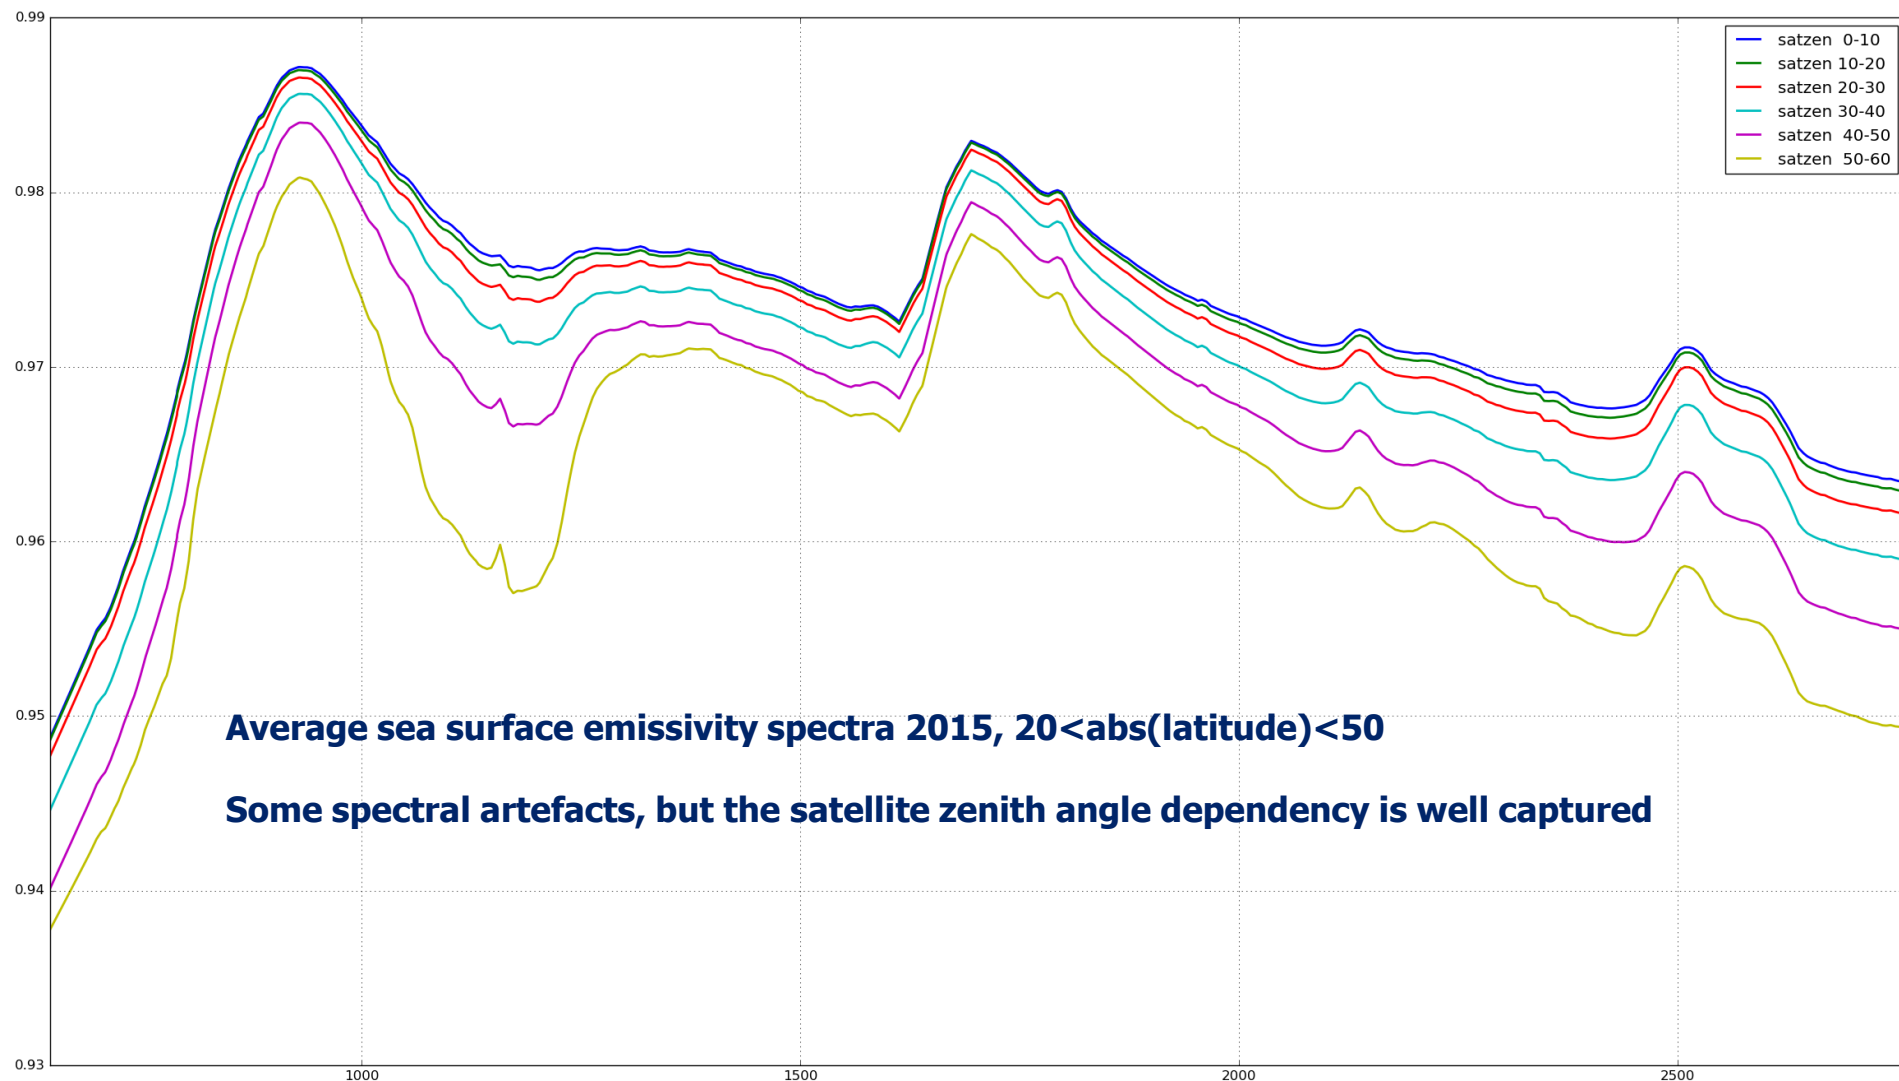 0.99
0.98
0.97
0.96
0.95
0.94
0.93
1000
1500
2000
2500
satzen 0-10
satzen 10-20
satzen 20-30
satzen 30-40
satzen 40-50
satzen 50-60
Average sea surface emissivity spectra 2015, 20<abs(latitude)<50
Some spectral artefacts, but the satellite zenith angle dependency is well captured